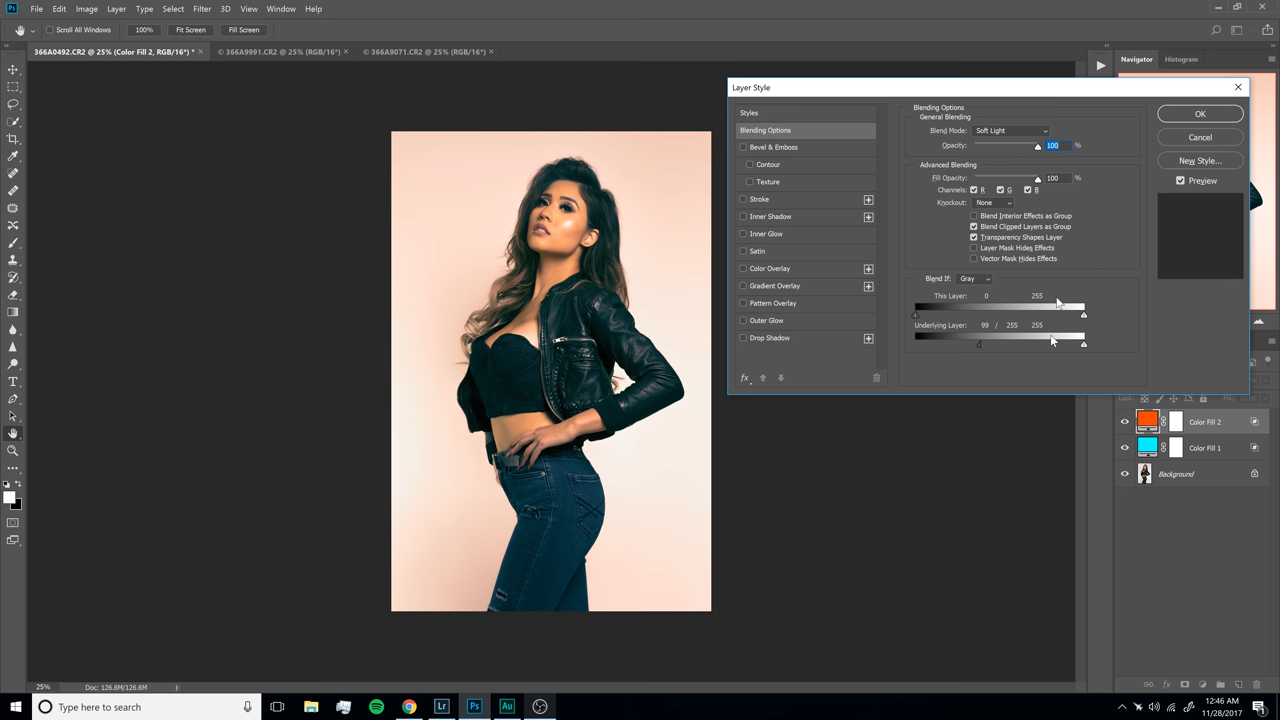 Ps File Edit Image Layer Type Select Filter 3D View Window Help
Scroll All Windows 100% Fit Screen Fill Screen
366A0492.CR2 @ 25% (Color Fill 2, RGB/16*) * × © 366A9991.CR2 @ 25% (RGB/16*) × © 366A9071.CR2 @ 25% (RGB/16*) ×
Navigator Histogram
Layer Style
Styles
Blending Options
Bevel & Emboss
Contour
Texture
Stroke
Inner Shadow
Inner Glow
Satin
Color Overlay
Gradient Overlay
Pattern Overlay
Outer Glow
Drop Shadow
fx
Blending Options
General Blending
Blend Mode: Soft Light
Opacity: 100 %
Advanced Blending
Fill Opacity: 100 %
Channels: R G B
Knockout: None
Blend Interior Effects as Group
Blend Clipped Layers as Group
Transparency Shapes Layer
Layer Mask Hides Effects
Vector Mask Hides Effects
Blend If: Gray
This Layer: 0 255
Underlying Layer: 99 / 255 255
OK
Cancel
New Style...
Preview
Lock:
Color Fill 2
Color Fill 1
Background
fx
25% Doc: 126.6M/126.6M
Type here to search
Lr Ps Au
12:46 AM
11/28/2017